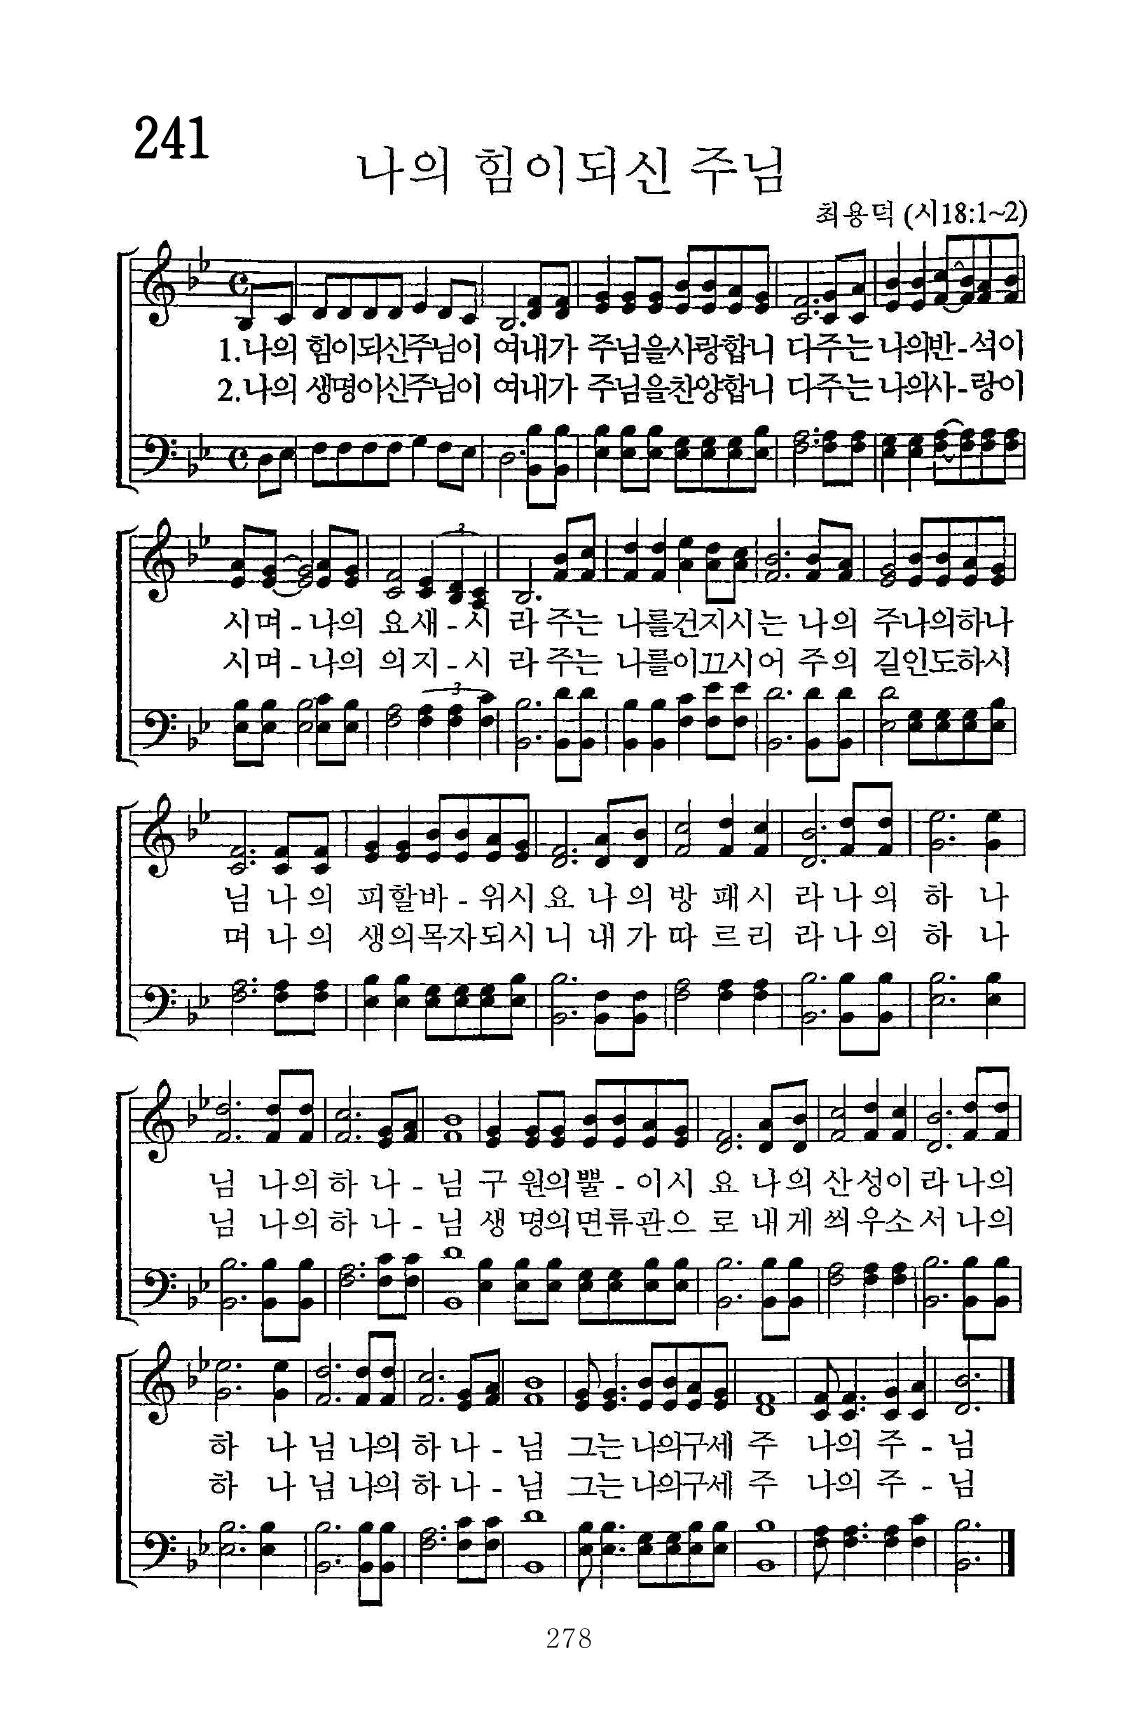 241
나의 힘이되신 주님
최용덕 (시18:1~2)
1.나의 힘이되신주님이 여내가 주님을사랑합니 다주는 나의반-석이
2.나의 생명이신주님이 여내가 주님을찬양합니 다주는 나의사-랑이
3
시며-나의 요새-시 라주는 나를건지시는 나의 주나의하나
시며-나의 의지-시 라주는 나를이끄시어 주의 길인도하시
3
님 나의 피할바-위시요 나의 방 패시 라나의 하 나
며 나의 생의목자되시니 내가 따 르리 라나의 하 나
님 나의하 나-님 구 원의뿔-이시 요 나의 산성이 라나의
님 나의하 나-님 생 명의면류관으 로 내게 씌우소 서나의
하 나님 나의 하나-님 그는 나의구세 주 나의 주-님
하 나님 나의 하나-님 그는 나의구세 주 나의 주-님
278